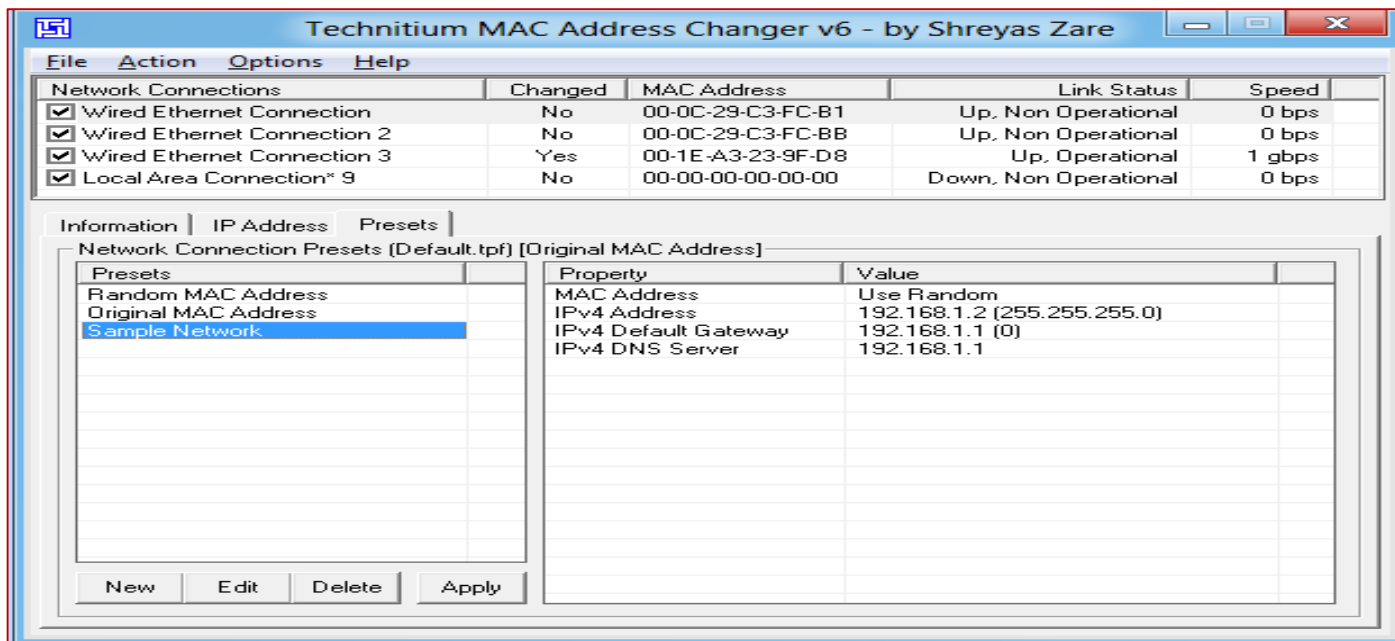 Technitium MAC Address Changer v6 - by Shreyas Zare
File Action Options Help
Network Connections Changed MAC Address Link Status Speed
Wired Ethernet Connection No 00-0C-29-C3-FC-B1 Up, Non Operational 0 bps
Wired Ethernet Connection 2 No 00-0C-29-C3-FC-BB Up, Non Operational 0 bps
Wired Ethernet Connection 3 Yes 00-1E-A3-23-9F-D8 Up, Operational 1 gbps
Local Area Connection* 9 No 00-00-00-00-00-00 Down, Non Operational 0 bps
Information IP Address Presets
Network Connection Presets (Default.tpf) [Original MAC Address]
Presets Property Value
Random MAC Address MAC Address Use Random
Original MAC Address IPv4 Address 192.168.1.2 (255.255.255.0)
Sample Network IPv4 Default Gateway 192.168.1.1 (0)
IPv4 DNS Server 192.168.1.1
New Edit Delete Apply